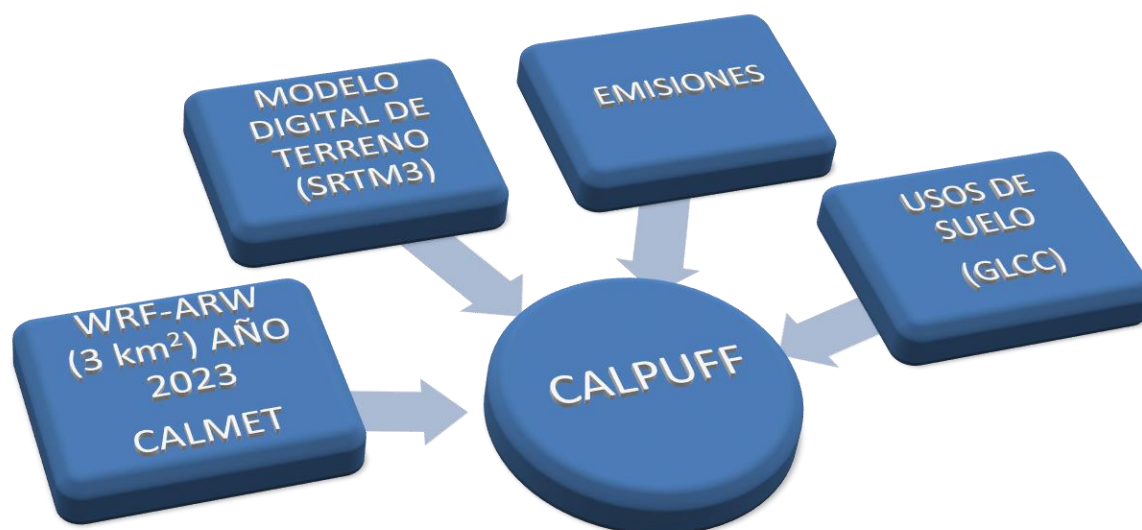 MODELO
DIGITAL DE
TERRENO
(SRTM3)
EMISIONES
USOS DE
SUELO
(GLCC)
WRF-ARW
(3 km²) AÑO
2023
CALMET
CALPUFF